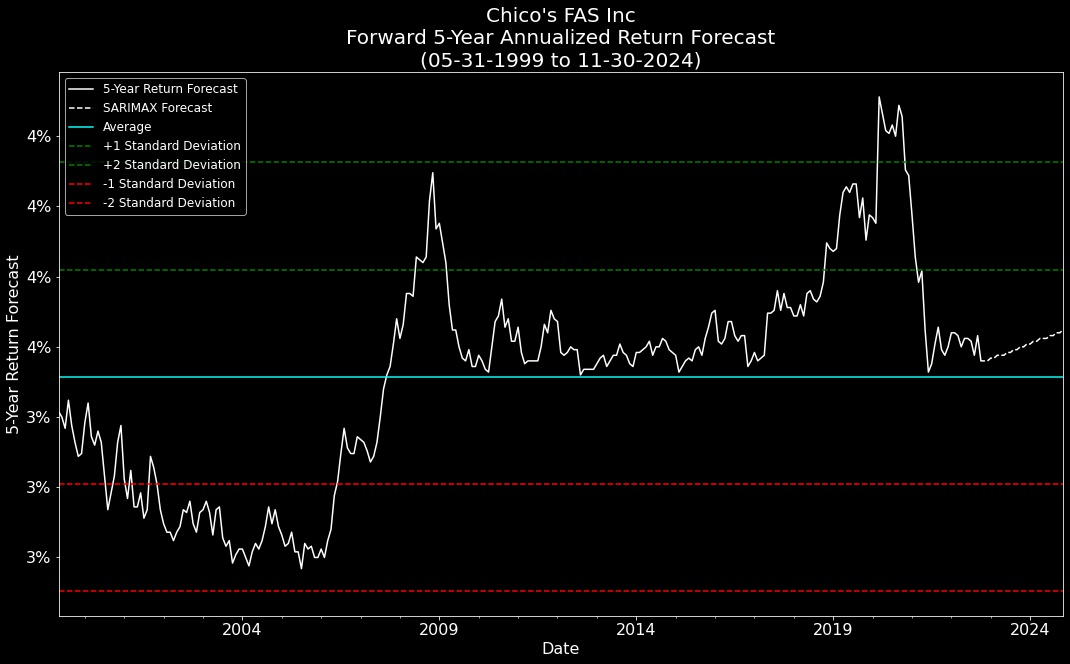 Chico's FAS Inc
Forward 5-Year Annualized Return Forecast
(05-31-1999 to 11-30-2024)
5-Year Return Forecast
SARIMAX Forecast
Average
+1 Standard Deviation
+2 Standard Deviation
-1 Standard Deviation
-2 Standard Deviation
5-Year Return Forecast
4%
4%
4%
4%
3%
3%
3%
2004
2009
2014
2019
2024
Date